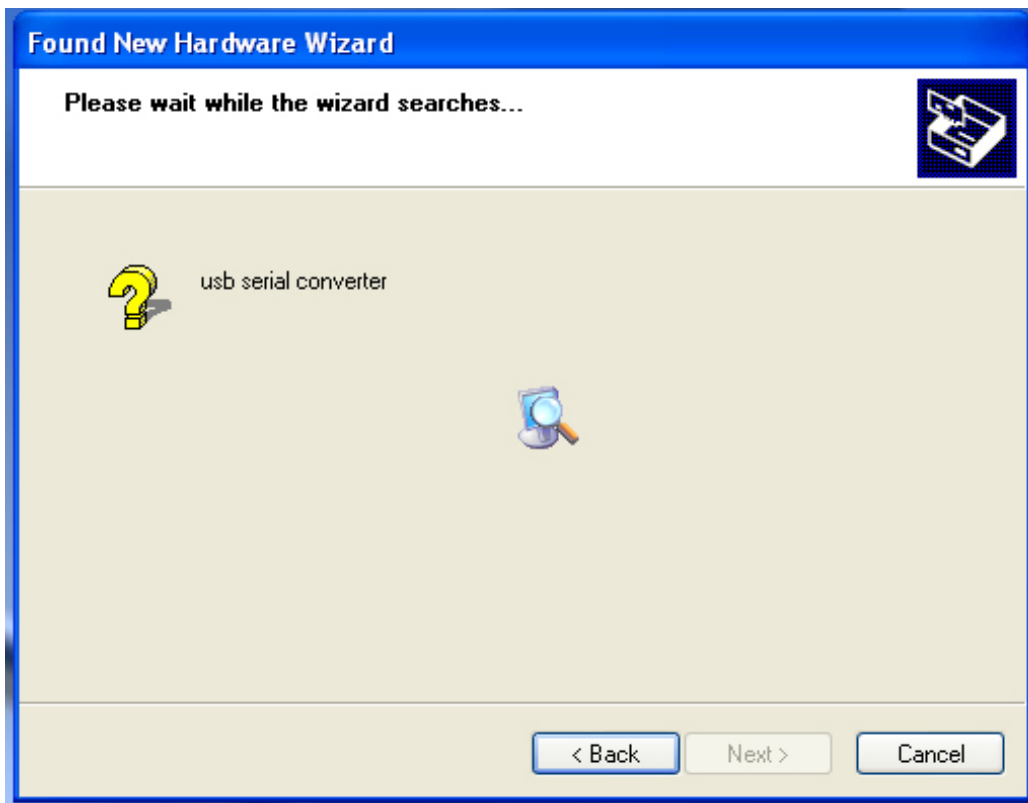 Found New Hardware Wizard
Please wait while the wizard searches...
usb serial converter
< Back Next > Cancel